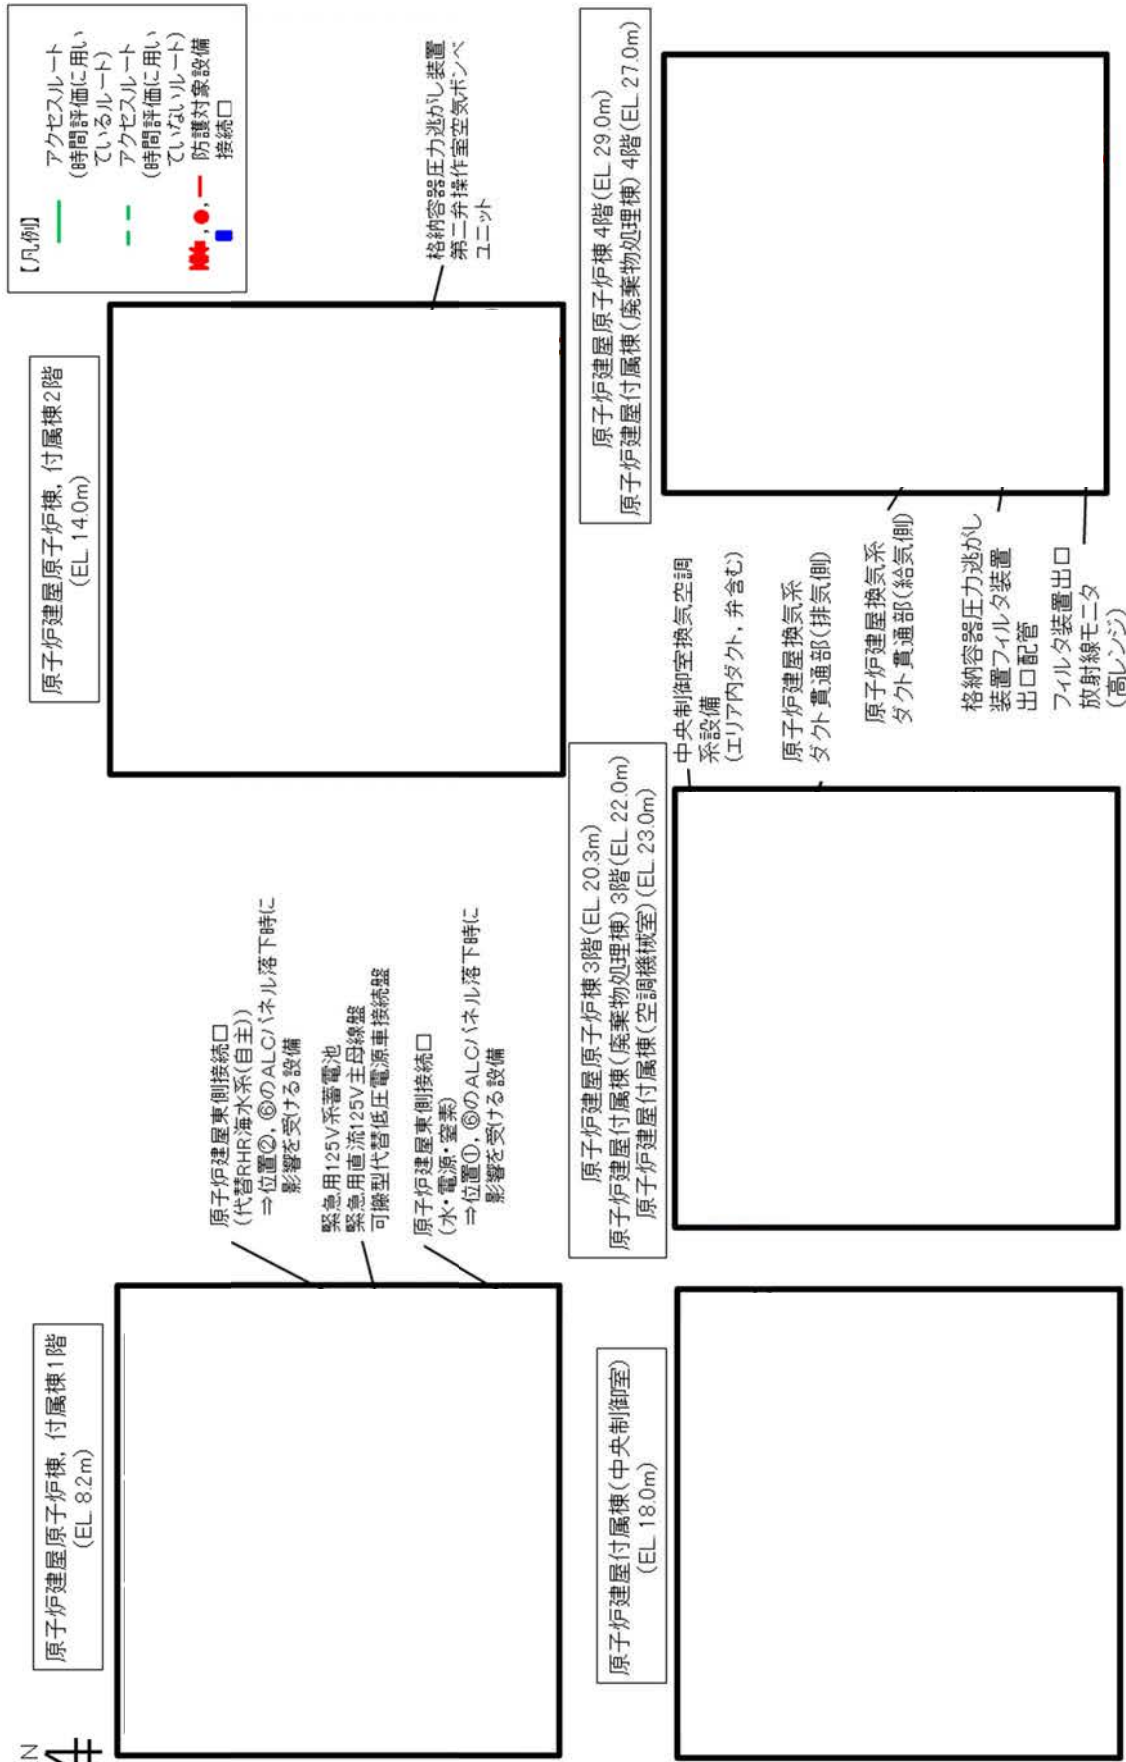 N
原子炉建屋原子炉棟，付属棟1階
(EL. 8.2m)
原子炉建屋東側接続口
(代替RHR海水系(自主))
⇒位置②，⑥のALCパネル落下時に
影響を受ける設備
緊急用125V系蓄電池
緊急用直流125V主母線盤
可搬型代替低圧電源車接続盤
原子炉建屋東側接続口
(水・電源・窒素)
⇒位置①，⑥のALCパネル落下時に
影響を受ける設備
原子炉建屋原子炉棟，付属棟2階
(EL. 14.0m)
格納容器圧力逃がし装置
第二弁操作室空気ボンベ
ユニット
【凡例】
アクセスルート
(時間評価に用い
ているルート)
アクセスルート
(時間評価に用い
ていないルート)
防護対象設備
接続口
原子炉建屋付属棟(中央制御室)
(EL. 18.0m)
原子炉建屋原子炉棟3階(EL. 20.3m)
原子炉建屋付属棟(廃棄物処理棟) 3階(EL. 22.0m)
原子炉建屋付属棟(空調機械室) (EL. 23.0m)
中央制御室換気空調
系設備
(エリア内ダクト，弁含む)
原子炉建屋換気系
ダクト貫通部(排気側)
原子炉建屋原子炉棟4階(EL. 29.0m)
原子炉建屋付属棟(廃棄物処理棟) 4階(EL. 27.0m)
原子炉建屋換気系
ダクト貫通部(給気側)
格納容器圧力逃がし
装置フィルタ装置
出口配管
フィルタ装置出口
放射線モニタ
(高レンジ)